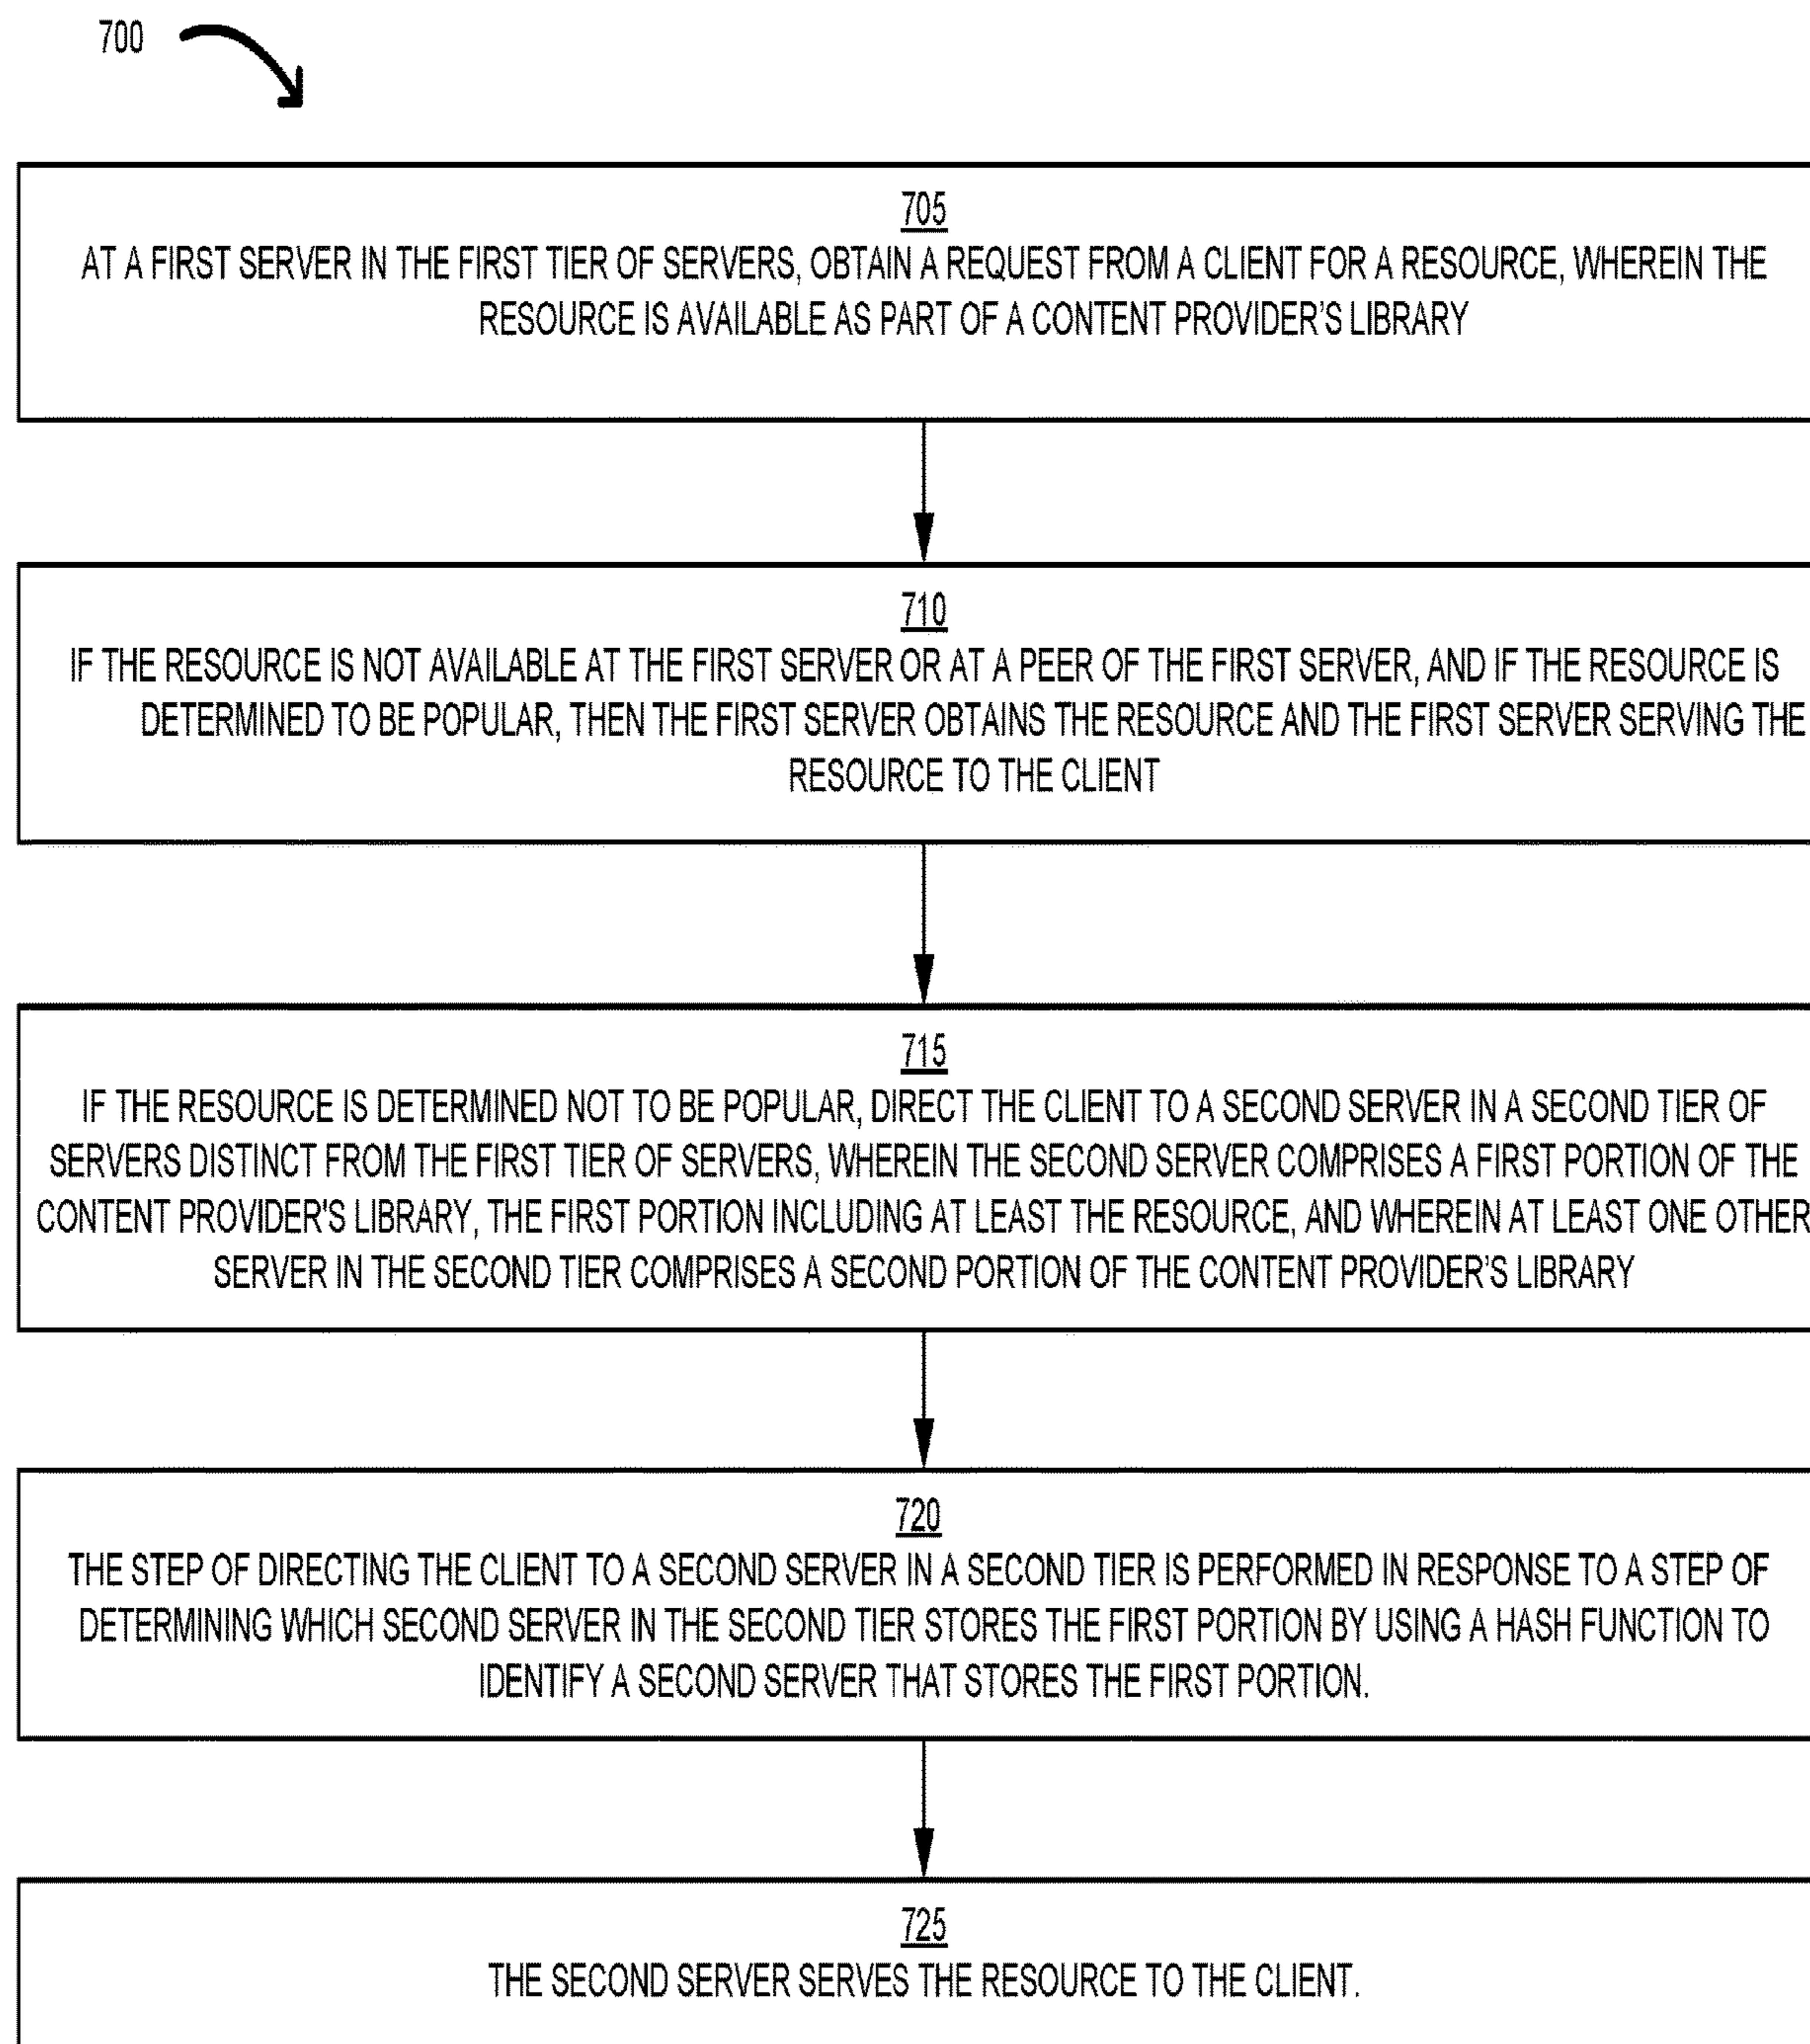 700
705
AT A FIRST SERVER IN THE FIRST TIER OF SERVERS, OBTAIN A REQUEST FROM A CLIENT FOR A RESOURCE, WHEREIN THE
RESOURCE IS AVAILABLE AS PART OF A CONTENT PROVIDER'S LIBRARY
710
IF THE RESOURCE IS NOT AVAILABLE AT THE FIRST SERVER OR AT A PEER OF THE FIRST SERVER, AND IF THE RESOURCE IS
DETERMINED TO BE POPULAR, THEN THE FIRST SERVER OBTAINS THE RESOURCE AND THE FIRST SERVER SERVING THE
RESOURCE TO THE CLIENT
715
IF THE RESOURCE IS DETERMINED NOT TO BE POPULAR, DIRECT THE CLIENT TO A SECOND SERVER IN A SECOND TIER OF
SERVERS DISTINCT FROM THE FIRST TIER OF SERVERS, WHEREIN THE SECOND SERVER COMPRISES A FIRST PORTION OF THE
CONTENT PROVIDER'S LIBRARY, THE FIRST PORTION INCLUDING AT LEAST THE RESOURCE, AND WHEREIN AT LEAST ONE OTHER
SERVER IN THE SECOND TIER COMPRISES A SECOND PORTION OF THE CONTENT PROVIDER'S LIBRARY
720
THE STEP OF DIRECTING THE CLIENT TO A SECOND SERVER IN A SECOND TIER IS PERFORMED IN RESPONSE TO A STEP OF
DETERMINING WHICH SECOND SERVER IN THE SECOND TIER STORES THE FIRST PORTION BY USING A HASH FUNCTION TO
IDENTIFY A SECOND SERVER THAT STORES THE FIRST PORTION.
725
THE SECOND SERVER SERVES THE RESOURCE TO THE CLIENT.